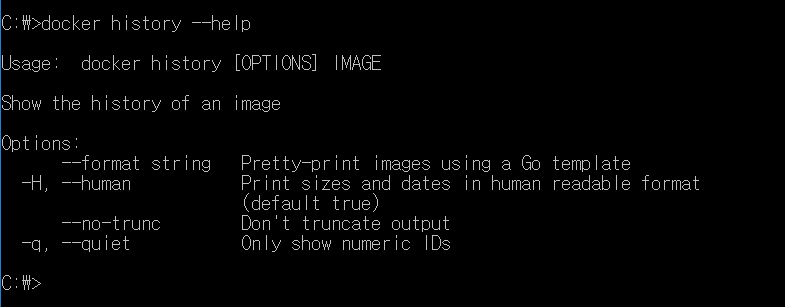 C:₩>docker history --help
Usage:  docker history [OPTIONS] IMAGE
Show the history of an image
Options:
      --format string   Pretty-print images using a Go template
  -H, --human           Print sizes and dates in human readable format
                        (default true)
      --no-trunc        Don't truncate output
  -q, --quiet           Only show numeric IDs
C:₩>